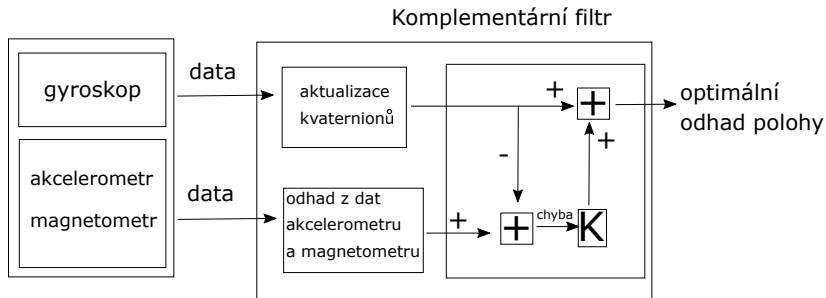 Komplementární filtr
gyroskop
data
aktualizace
kvaternionů
+
+
optimální
odhad polohy
+
-
akcelerometr
magnetometr
data
odhad z dat
akcelerometru
a magnetometru
+
+
chyba
K